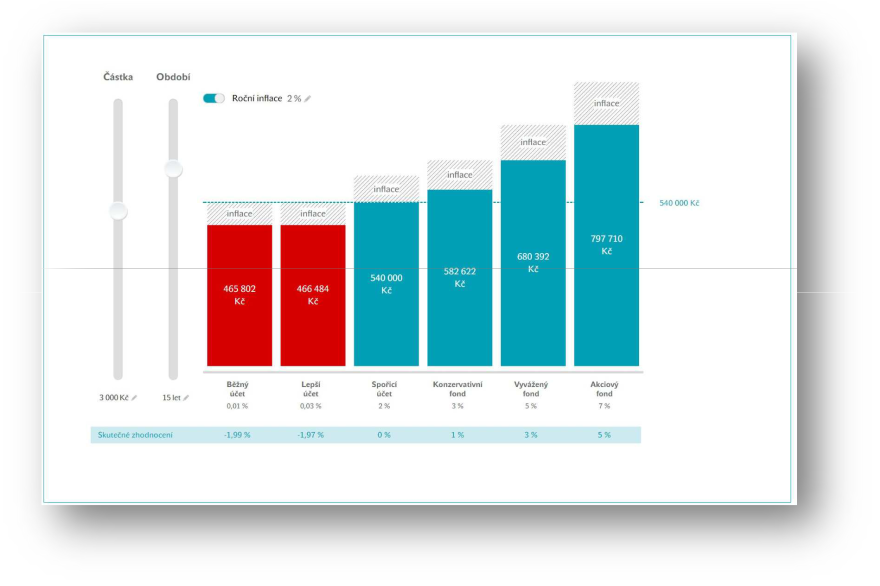 Částka
Období
Roční inflace 2 %
inflace
inflace
inflace
inflace
inflace
inflace
540 000 Kč
465 802
Kč
466 484
Kč
540 000
Kč
582 622
Kč
680 392
Kč
797 710
Kč
3 000 Kč
15 let
Běžný
účet
0,01 %
Lepší
účet
0,03 %
Spořicí
účet
2 %
Konzervativní
fond
3 %
Vyvážený
fond
5 %
Akciový
fond
7 %
Skutečné zhodnocení -1,99 % -1,97 % 0 % 1 % 3 % 5 %